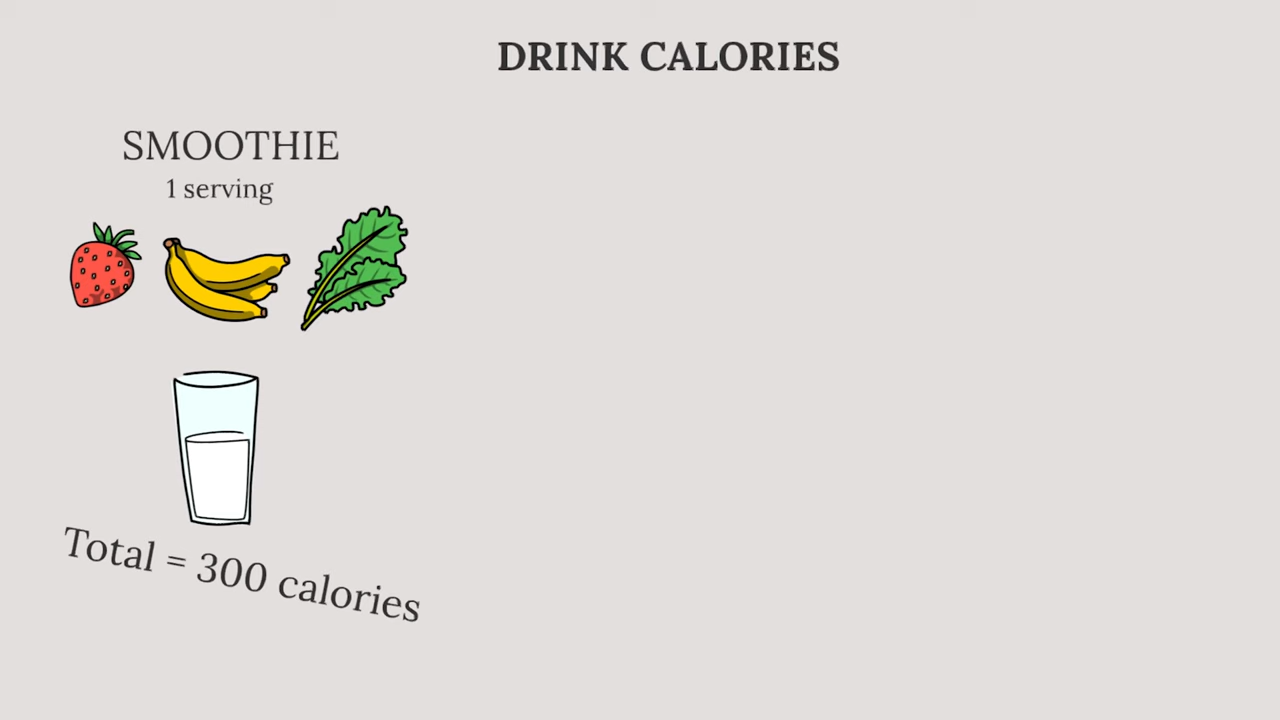 DRINK CALORIES
SMOOTHIE
1 serving
Total = 300 calories